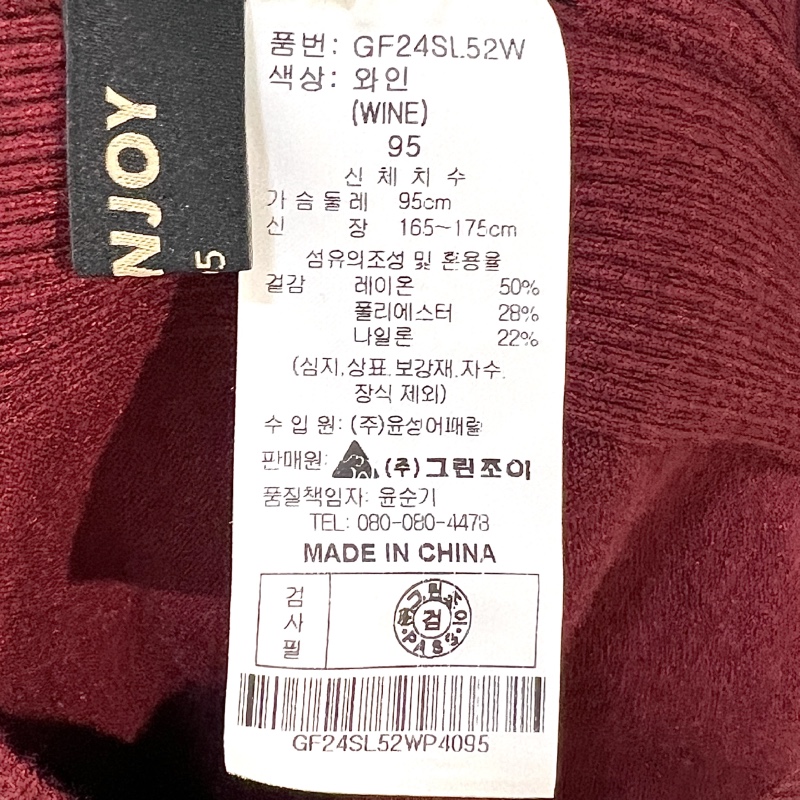 NJOY
95
품번: GF24SL52W
색상: 와인
(WINE)
95
신 체 치 수
가슴둘레 95cm
신 장 165~175cm
섬유의조성 및 혼용율
겉감 레이온 50%
폴리에스터 28%
나일론 22%
(심지.상표.보강재.자수.
장식 제외)
수 입 원: (주)윤성어패럴
판매원: (주)그린조이
품질책임자: 윤순기
TEL: 080-080-4478
MADE IN CHINA
검사필
그린조이
검
PASS
GF24SL52WP4095